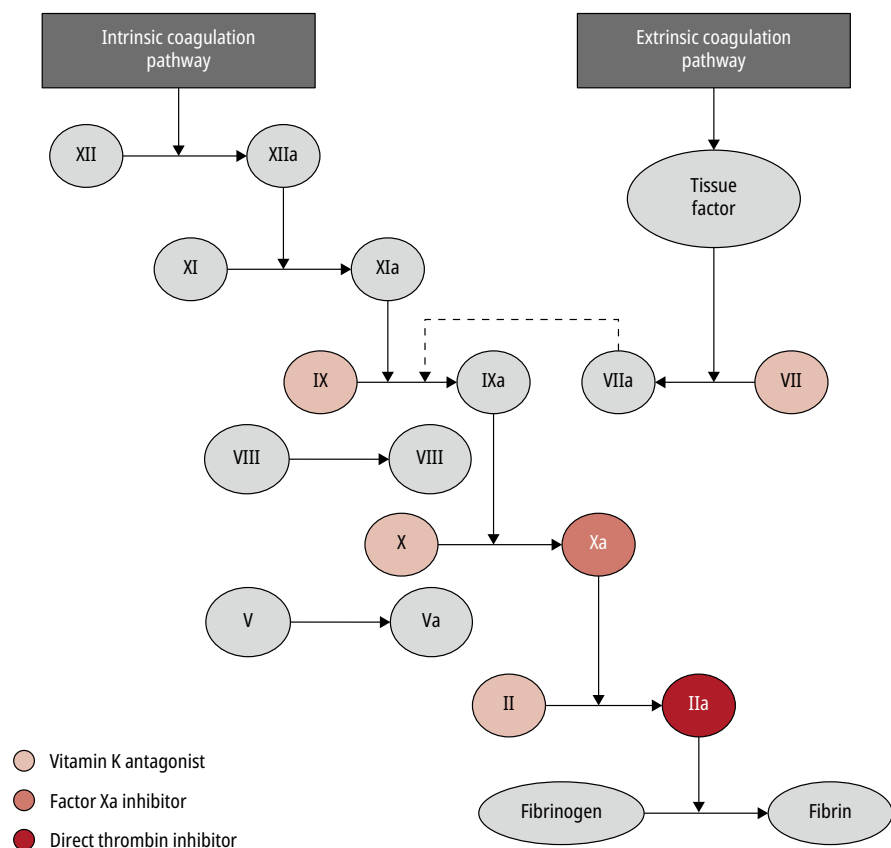 Intrinsic coagulation
pathway
Extrinsic coagulation
pathway
XII
XIIa
Tissue
factor
XI
XIa
IX
IXa
VIIa
VII
VIII
VIII
X
Xa
V
Va
II
IIa
Vitamin K antagonist
Factor Xa inhibitor
Direct thrombin inhibitor
Fibrinogen
Fibrin